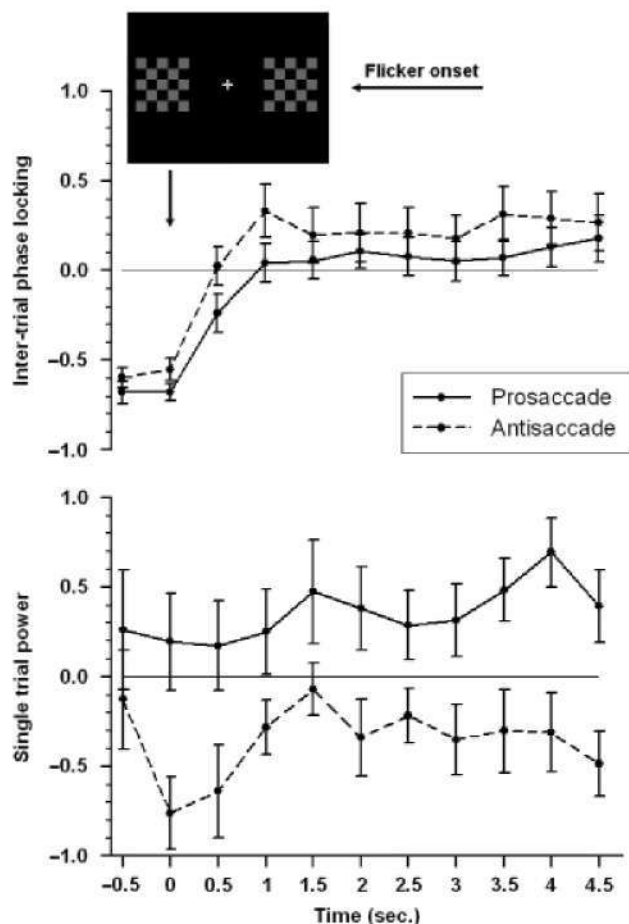 Flicker onset
1.0
0.5
0.0
−0.5
−1.0
Inter-trial phase locking
Prosaccade
Antisaccade
1.0
0.5
0.0
−0.5
−1.0
Single trial power
−0.5 0 0.5 1 1.5 2 2.5 3 3.5 4 4.5
Time (sec.)